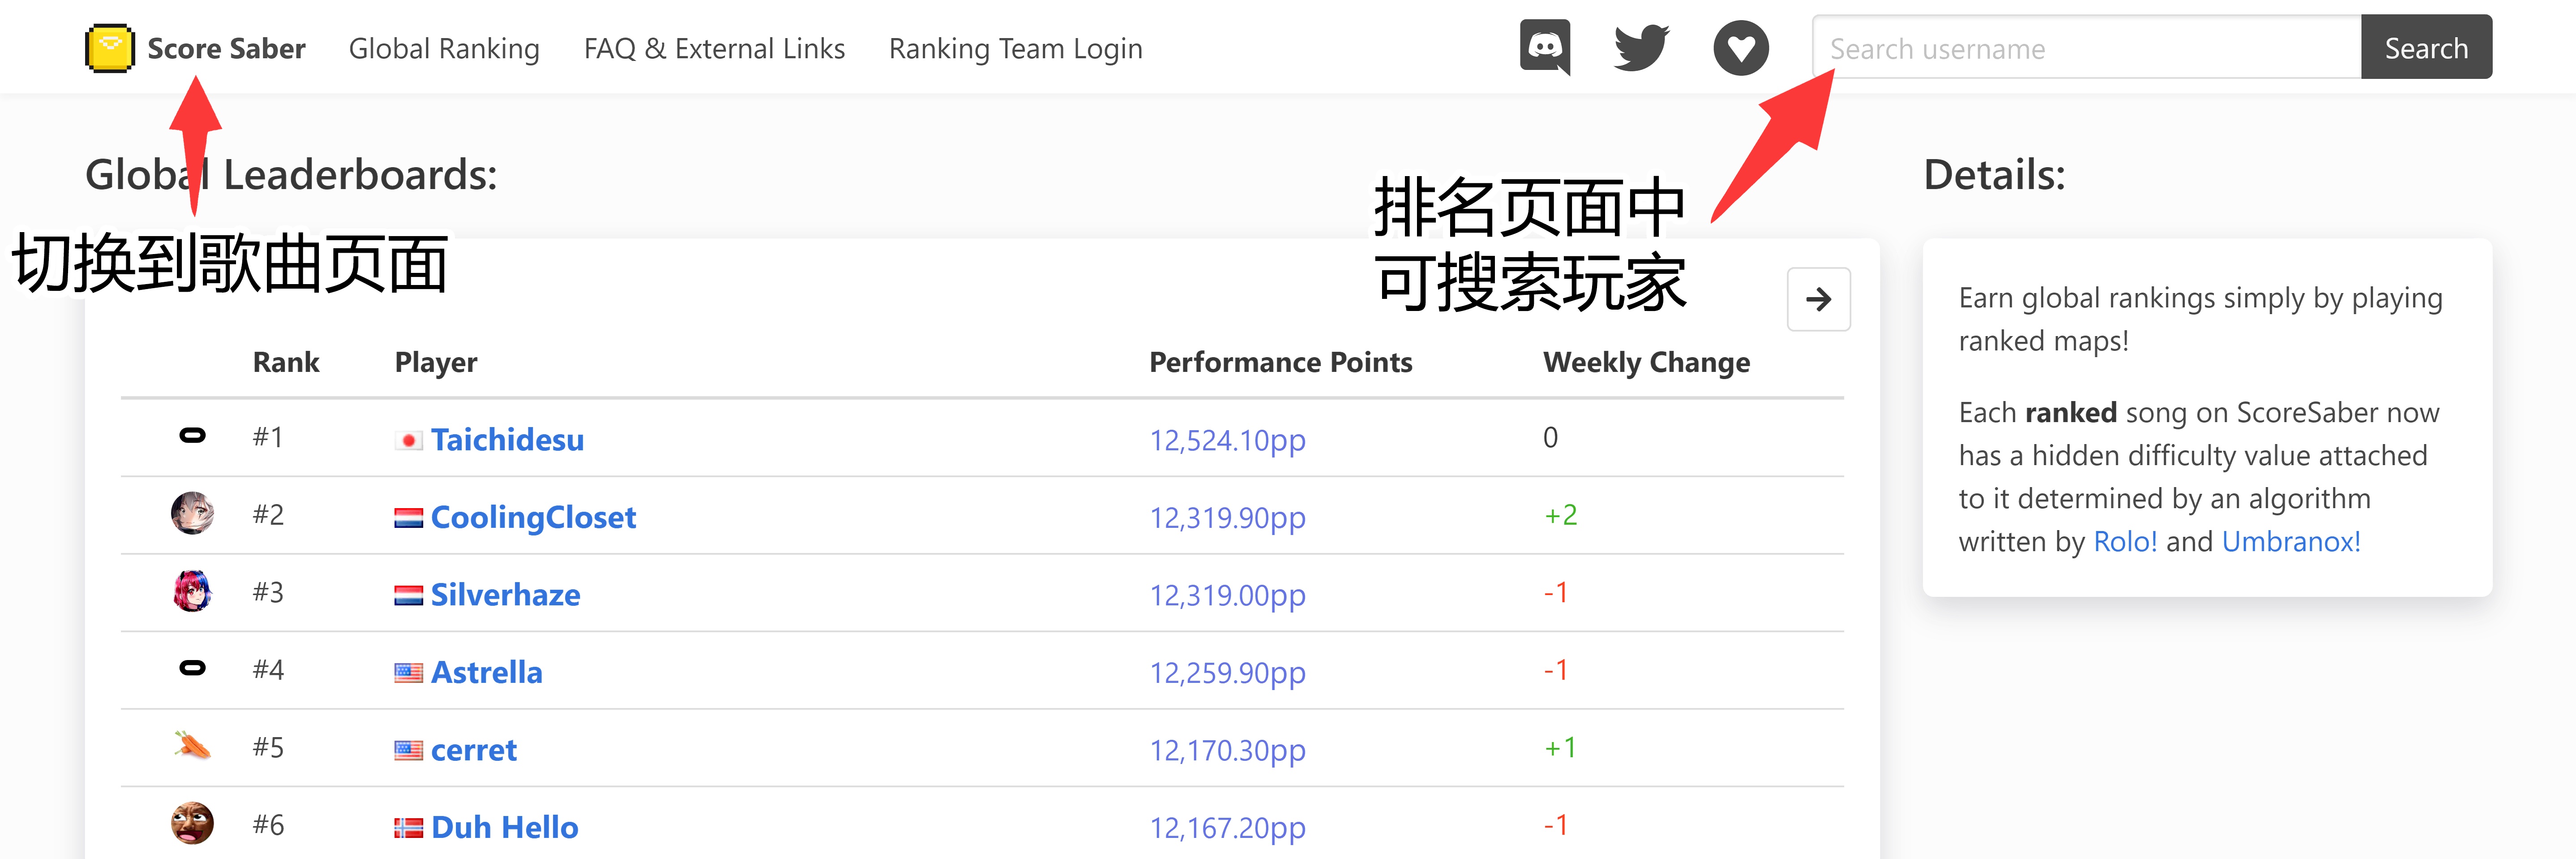 Score Saber Global Ranking FAQ & External Links Ranking Team Login Search username Search
Global Leaderboards:
切换到歌曲页面
排名页面中
可搜索玩家
Rank Player Performance Points Weekly Change
#1 Taichidesu 12,524.10pp 0
#2 CoolingCloset 12,319.90pp +2
#3 Silverhaze 12,319.00pp -1
#4 Astrella 12,259.90pp -1
#5 cerret 12,170.30pp +1
#6 Duh Hello 12,167.20pp -1
Details:
Earn global rankings simply by playing
ranked maps!
Each ranked song on ScoreSaber now
has a hidden difficulty value attached
to it determined by an algorithm
written by Rolo! and Umbranox!